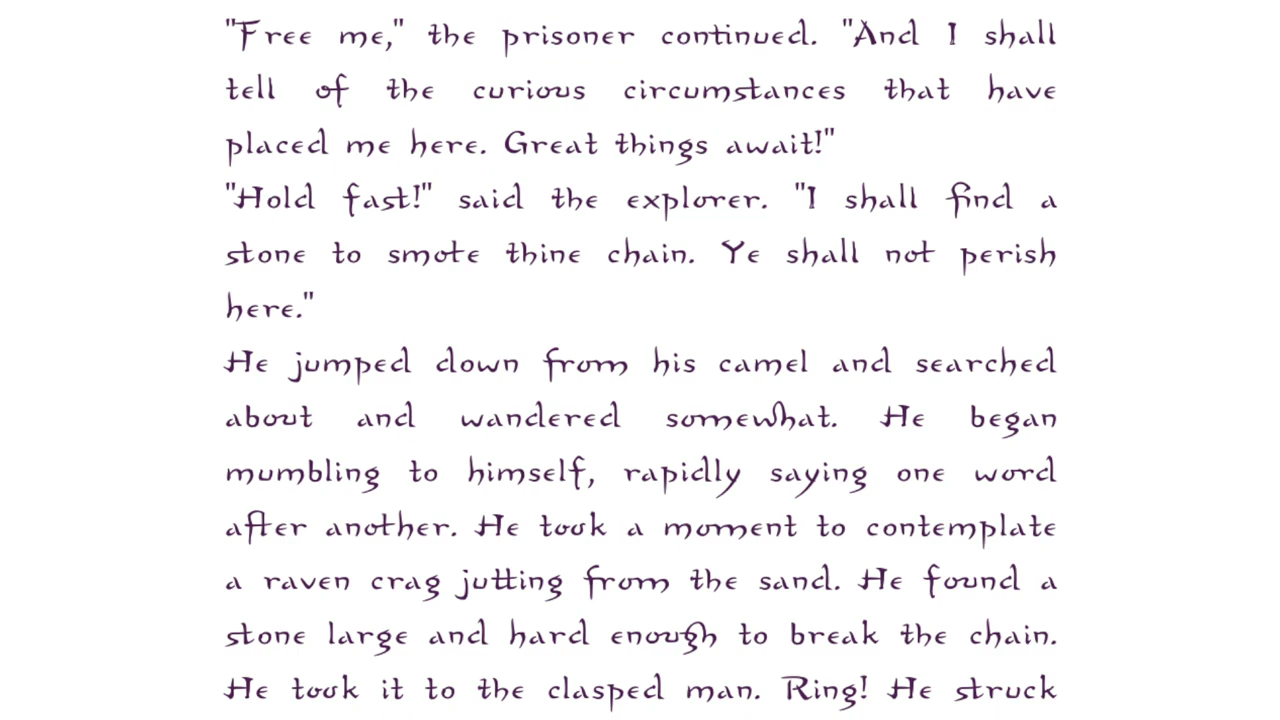 "Free me," the prisoner continued. "And I shall
tell of the curious circumstances that have
placed me here. Great things await!"
"Hold fast!" said the explorer. "I shall find a
stone to smote thine chain. Ye shall not perish
here."
He jumped down from his camel and searched
about and wandered somewhat. He began
mumbling to himself, rapidly saying one word
after another. He took a moment to contemplate
a raven crag jutting from the sand. He found a
stone large and hard enough to break the chain.
He took it to the clasped man. Ring! He struck